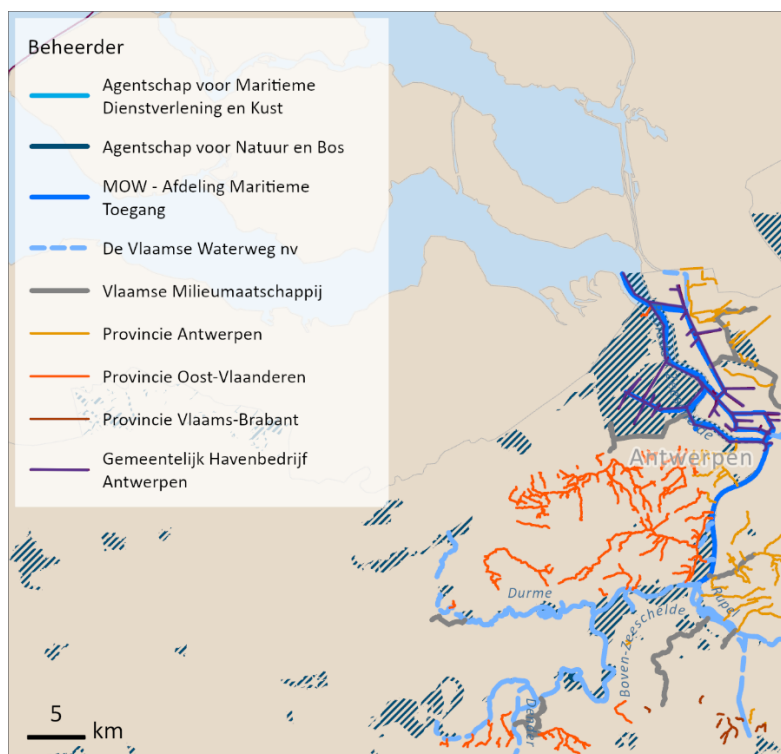 Beheerder
Agentschap voor Maritieme
Dienstverlening en Kust
Agentschap voor Natuur en Bos
MOW - Afdeling Maritieme
Toegang
De Vlaamse Waterweg nv
Vlaamse Milieumaatschappij
Provincie Antwerpen
Provincie Oost-Vlaanderen
Provincie Vlaams-Brabant
Gemeentelijk Havenbedrijf
Antwerpen
Antwerpen
Durme
Rupel
Boven-Zeeschelde
Dender
5
km